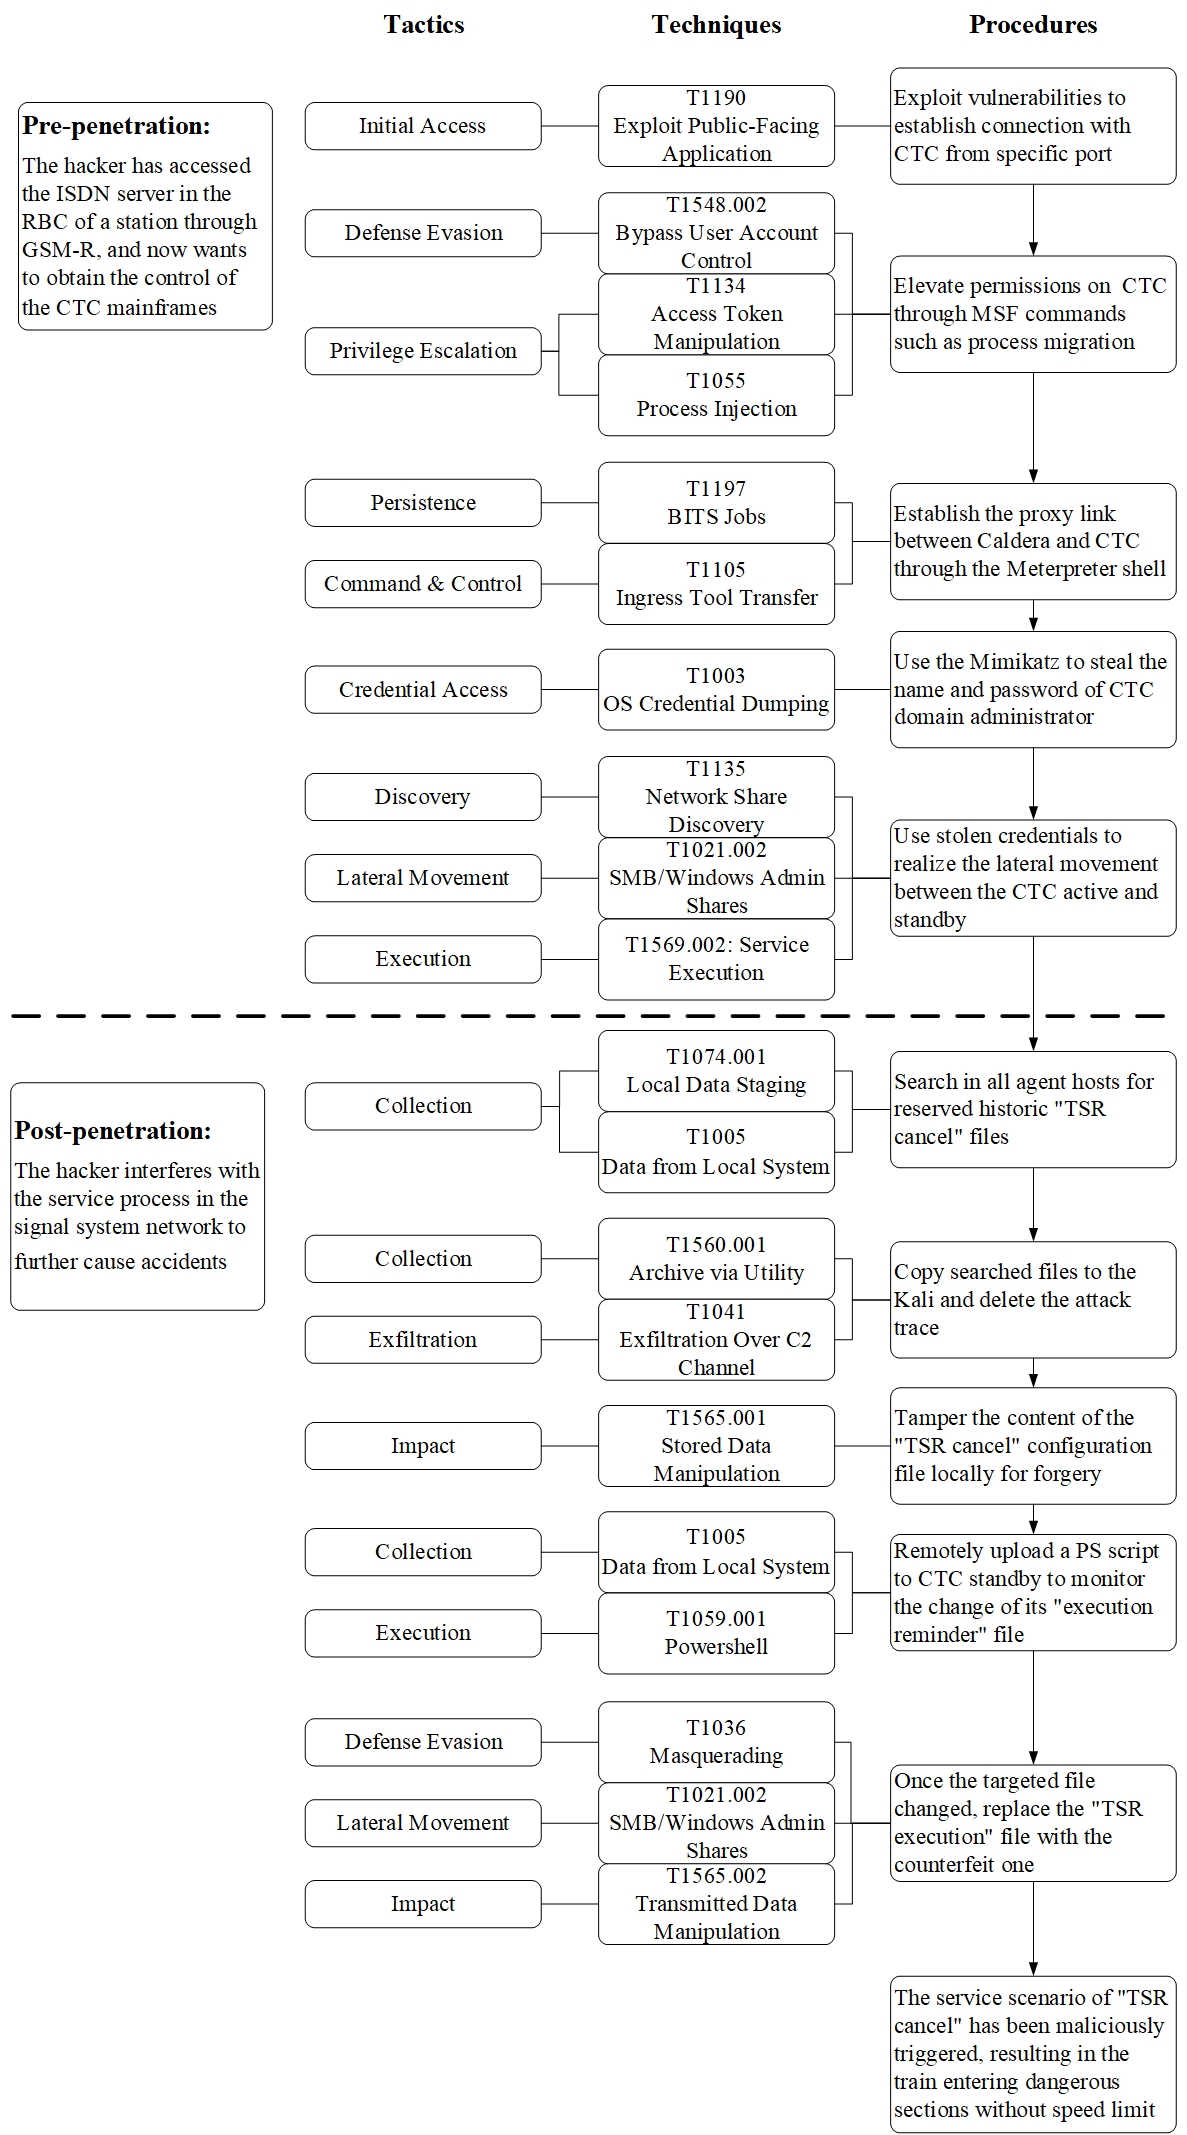 Tactics
Techniques
Procedures
Pre-penetration:
The hacker has accessed
the ISDN server in the
RBC of a station through
GSM-R, and now wants
to obtain the control of
the CTC mainframes
Initial Access
T1190
Exploit Public-Facing
Application
Exploit vulnerabilities to
establish connection with
CTC from specific port
Defense Evasion
T1548.002
Bypass User Account
Control
Privilege Escalation
T1134
Access Token
Manipulation
T1055
Process Injection
Elevate permissions on  CTC
through MSF commands
such as process migration
Persistence
T1197
BITS Jobs
Command & Control
T1105
Ingress Tool Transfer
Establish the proxy link
between Caldera and CTC
through the Meterpreter shell
Credential Access
T1003
OS Credential Dumping
Use the Mimikatz to steal the
name and password of CTC
domain administrator
Discovery
T1135
Network Share
Discovery
Lateral Movement
T1021.002
SMB/Windows Admin
Shares
Execution
T1569.002: Service
Execution
Use stolen credentials to
realize the lateral movement
between the CTC active and
standby
Post-penetration:
The hacker interferes with
the service process in the
signal system network to
further cause accidents
Collection
T1074.001
Local Data Staging
T1005
Data from Local System
Search in all agent hosts for
reserved historic "TSR
cancel" files
Collection
T1560.001
Archive via Utility
Exfiltration
T1041
Exfiltration Over C2
Channel
Copy searched files to the
Kali and delete the attack
trace
Impact
T1565.001
Stored Data
Manipulation
Tamper the content of the
"TSR cancel" configuration
file locally for forgery
Collection
T1005
Data from Local System
Execution
T1059.001
Powershell
Remotely upload a PS script
to CTC standby to monitor
the change of its "execution
reminder" file
Defense Evasion
T1036
Masquerading
Lateral Movement
T1021.002
SMB/Windows Admin
Shares
Impact
T1565.002
Transmitted Data
Manipulation
Once the targeted file
changed, replace the "TSR
execution" file with the
counterfeit one
The service scenario of "TSR
cancel" has been maliciously
triggered, resulting in the
train entering dangerous
sections without speed limit